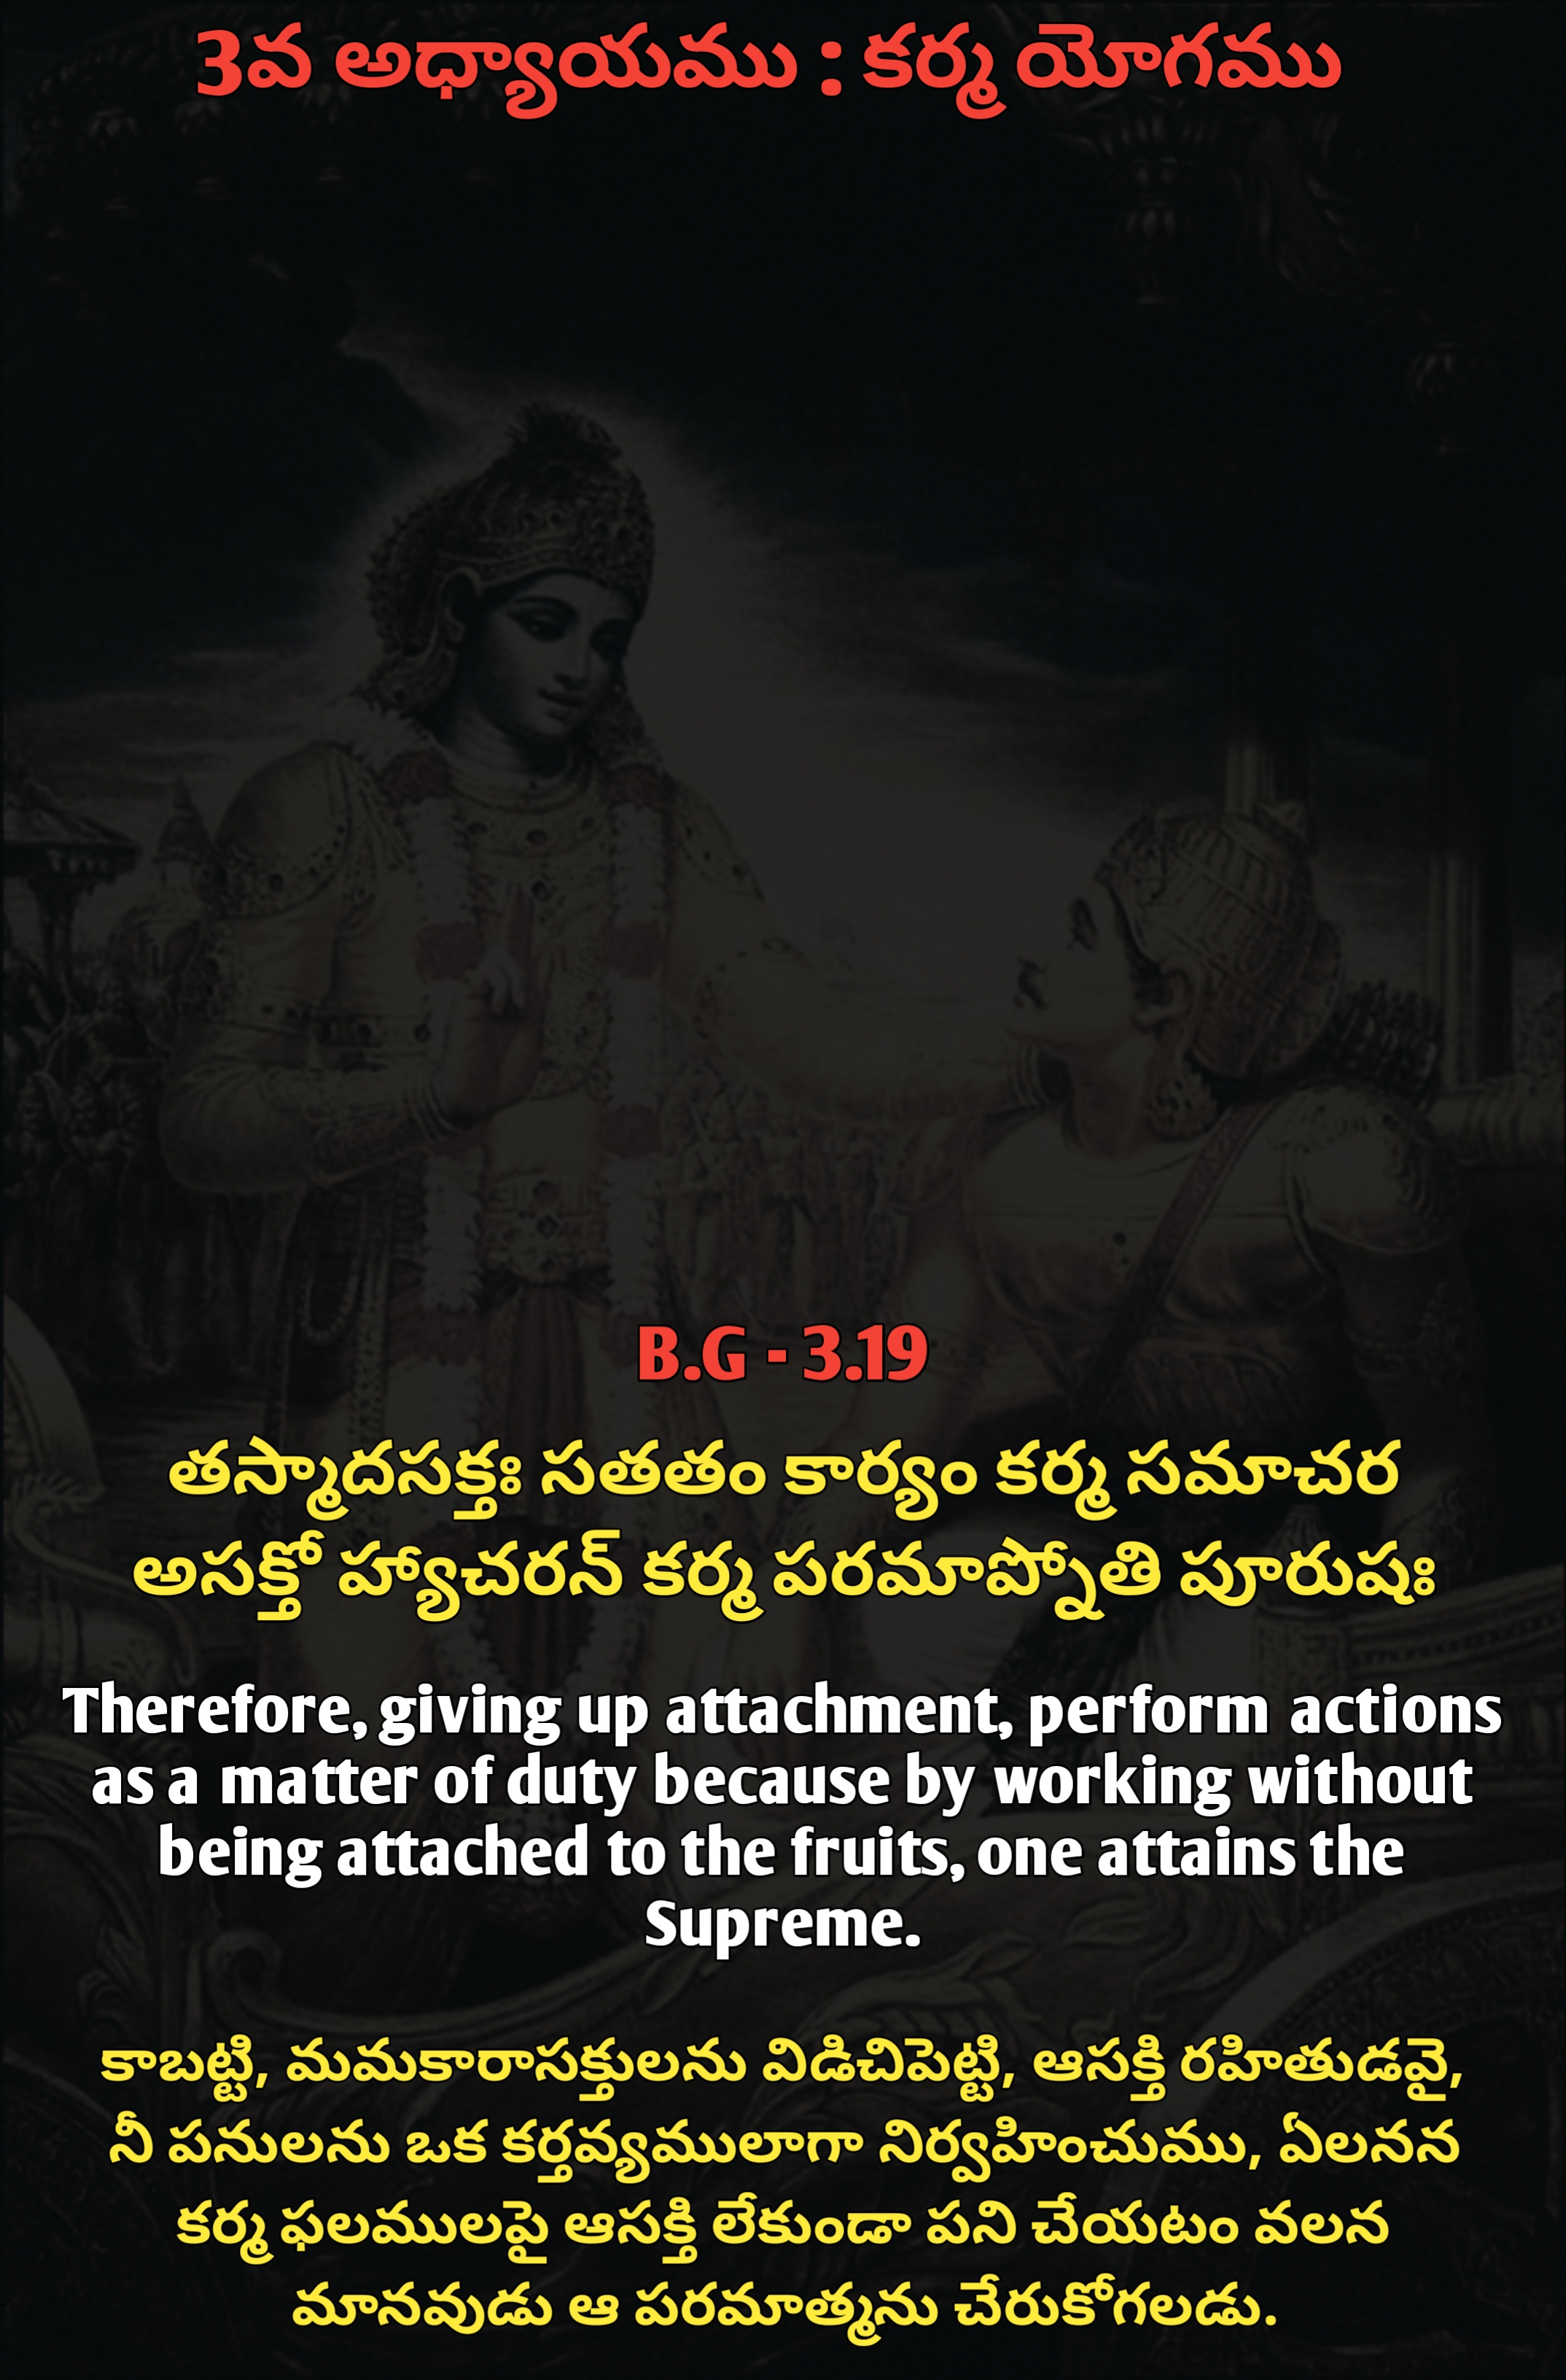 3వ అధ్యాయము : కర్మ యోగము
B.G - 3.19
తస్మాదసక్తః సతతం కార్యం కర్మ సమాచర
అసక్తో హ్యాచరన్ కర్మ పరమాప్నోతి పూరుషః
Therefore, giving up attachment, perform actions
as a matter of duty because by working without
being attached to the fruits, one attains the
Supreme.
కాబట్టి, మమకారాసక్తులను విడిచిపెట్టి, ఆసక్తి రహితుడవై,
నీ పనులను ఒక కర్తవ్యములాగా నిర్వహించుము, ఏలనన
కర్మ ఫలములపై ఆసక్తి లేకుండా పని చేయటం వలన
మానవుడు ఆ పరమాత్మను చేరుకోగలడు.